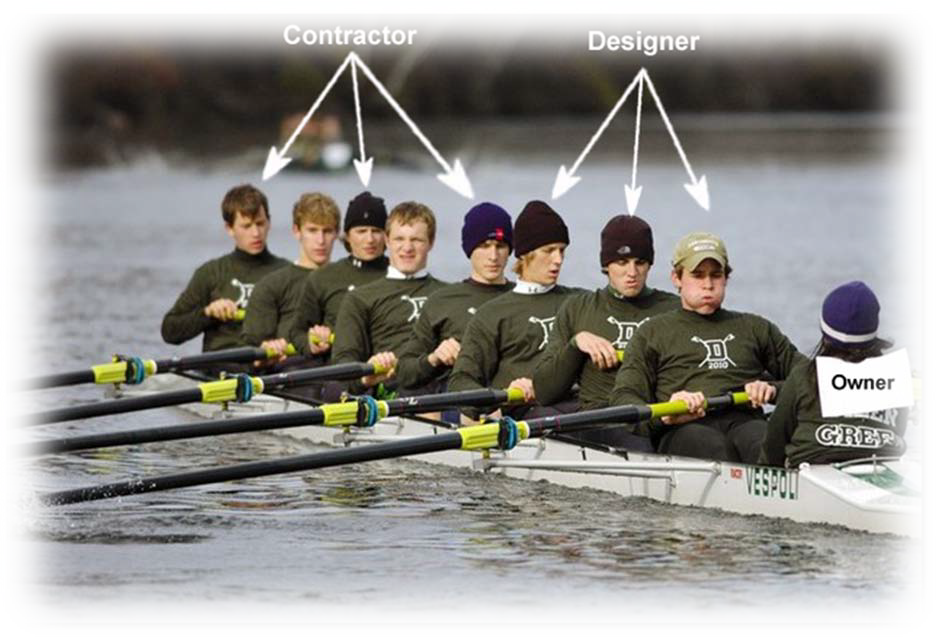 Contractor
Designer
Owner
D
2010
GREE
VESPOLI